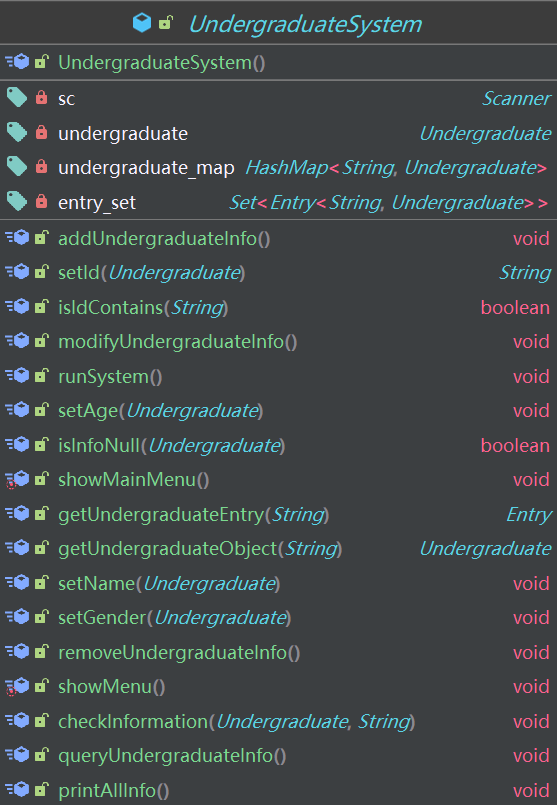 UndergraduateSystem
UndergraduateSystem()
sc Scanner
undergraduate Undergraduate
undergraduate_map HashMap<String, Undergraduate>
entry_set Set<Entry<String, Undergraduate>>
addUndergraduateInfo() void
setId(Undergraduate) String
isIdContains(String) boolean
modifyUndergraduateInfo() void
runSystem() void
setAge(Undergraduate) void
isInfoNull(Undergraduate) boolean
showMainMenu() void
getUndergraduateEntry(String) Entry
getUndergraduateObject(String) Undergraduate
setName(Undergraduate) void
setGender(Undergraduate) void
removeUndergraduateInfo() void
showMenu() void
checkInformation(Undergraduate, String) void
queryUndergraduateInfo() void
printAllInfo() void